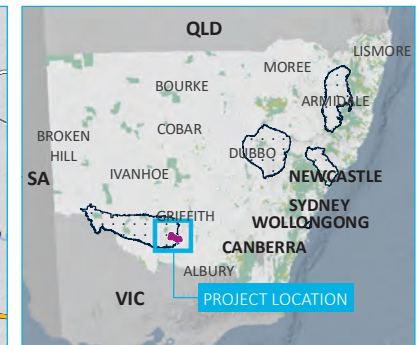 QLD
LISMORE
MOREE
BOURKE
ARMIDALE
COBAR
BROKEN
HILL
DUBBO
IVANHOE
NEWCASTLE
SA
SYDNEY
GRIFFITH
WOLLONGONG
CANBERRA
ALBURY
VIC
PROJECT LOCATION